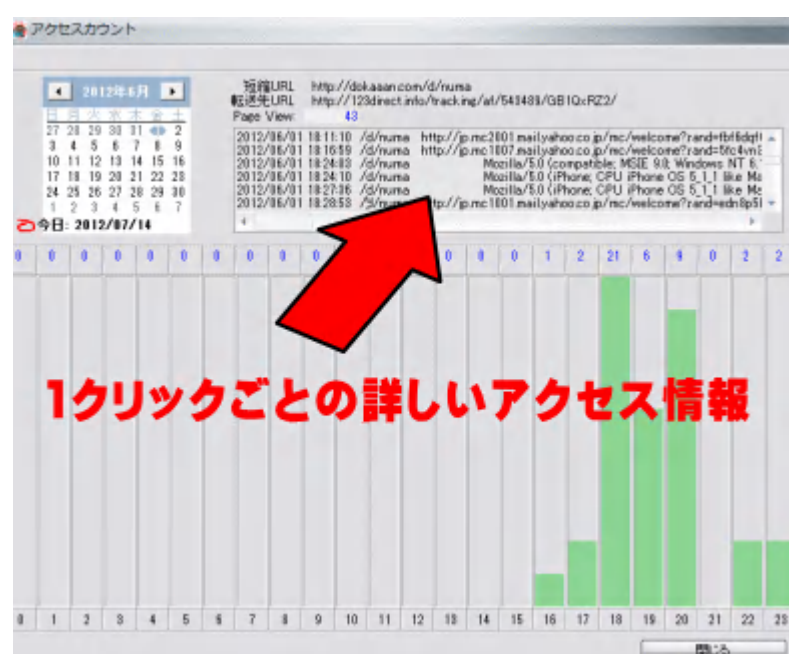 アクセスカウント
2012年6月
日 月 火 水 木 金 土
27 28 29 30 31 1 2
3 4 5 6 7 8 9
10 11 12 13 14 15 16
17 18 19 20 21 22 23
24 25 26 27 28 29 30
1 2 3 4 5 6 7
今日: 2012/07/14
短縮URL http://dokaaan.com/d/numa
転送先URL
Page View: 43
2012/06/01 18:11:10 /d/numa
2012/06/01 18:16:59 /d/numa
2012/06/01 18:24:03 /d/numa Mozilla/5.0 (compatible; MSIE 9.0; Windows NT 6.
2012/06/01 18:24:10 /d/numa Mozilla/5.0 (iPhone; CPU iPhone OS 5_1_1 like Ma
2012/06/01 18:27:36 /d/numa Mozilla/5.0 (iPhone; CPU iPhone OS 5_1_1 like Ma
2012/06/01 18:28:53 /d/numa
0 0 0 0 0 0 0 0 0 0 0 0 0 1 2 21 6 0 2 2
1クリックごとの詳しいアクセス情報
0 1 2 3 4 5 6 7 8 9 10 11 12 13 14 15 16 17 18 19 20 21 22 23
閉じる